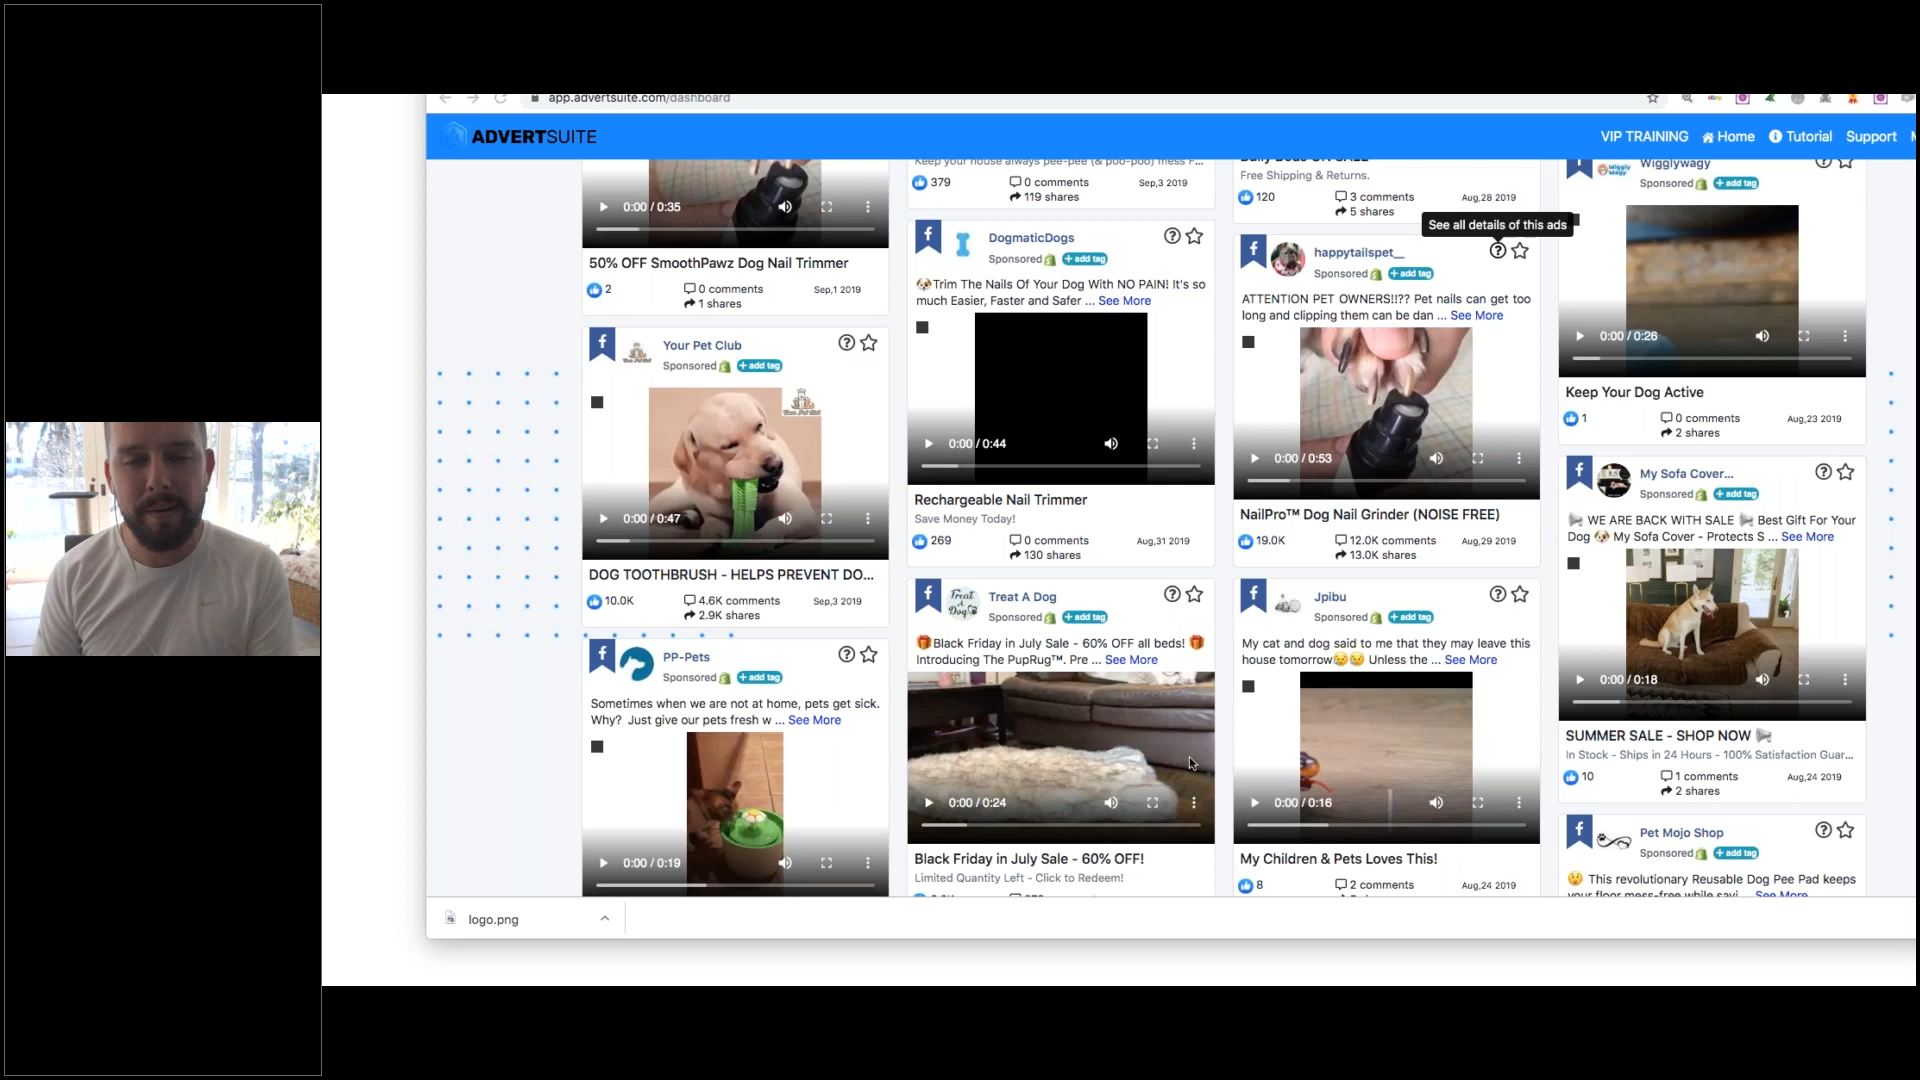 app.advertsuite.com/dashboard
ADVERTSUITE
VIP TRAINING
Home
Tutorial
Support
0:00 / 0:35
50% OFF SmoothPawz Dog Nail Trimmer
2
0 comments
1 shares
Sep,1 2019
Your Pet Club
Sponsored
+ add tag
0:00 / 0:47
DOG TOOTHBRUSH - HELPS PREVENT DO...
10.0K
4.6K comments
2.9K shares
Sep,3 2019
PP-Pets
Sponsored
+ add tag
Sometimes when we are not at home, pets get sick.
Why? Just give our pets fresh w ... See More
0:00 / 0:19
Keep your house always pee-pee (& poo-poo) mess F...
379
0 comments
119 shares
Sep,3 2019
DogmaticDogs
Sponsored
+ add tag
Trim The Nails Of Your Dog With NO PAIN! It's so
much Easier, Faster and Safer ... See More
0:00 / 0:44
Rechargeable Nail Trimmer
Save Money Today!
269
0 comments
130 shares
Aug,31 2019
Treat A Dog
Sponsored
+ add tag
Black Friday in July Sale - 60% OFF all beds!
Introducing The PupRug™. Pre ... See More
0:00 / 0:24
Black Friday in July Sale - 60% OFF!
Limited Quantity Left - Click to Redeem!
Free Shipping & Returns.
120
3 comments
5 shares
Aug,28 2019
See all details of this ads
happytailspet__
Sponsored
+ add tag
ATTENTION PET OWNERS!!?? Pet nails can get too
long and clipping them can be dan ... See More
0:00 / 0:53
NailPro™ Dog Nail Grinder (NOISE FREE)
19.0K
12.0K comments
13.0K shares
Aug,29 2019
Jpibu
Sponsored
+ add tag
My cat and dog said to me that they may leave this
house tomorrow Unless the ... See More
0:00 / 0:16
My Children & Pets Loves This!
8
2 comments
Aug,24 2019
Wigglywagy
Sponsored
+ add tag
0:00 / 0:26
Keep Your Dog Active
1
0 comments
2 shares
Aug,23 2019
My Sofa Cover...
Sponsored
+ add tag
WE ARE BACK WITH SALE Best Gift For Your
Dog My Sofa Cover - Protects S ... See More
0:00 / 0:18
SUMMER SALE - SHOP NOW
In Stock - Ships in 24 Hours - 100% Satisfaction Guar...
10
1 comments
2 shares
Aug,24 2019
Pet Mojo Shop
Sponsored
+ add tag
This revolutionary Reusable Dog Pee Pad keeps
your floor mess-free while savi... See More
logo.png